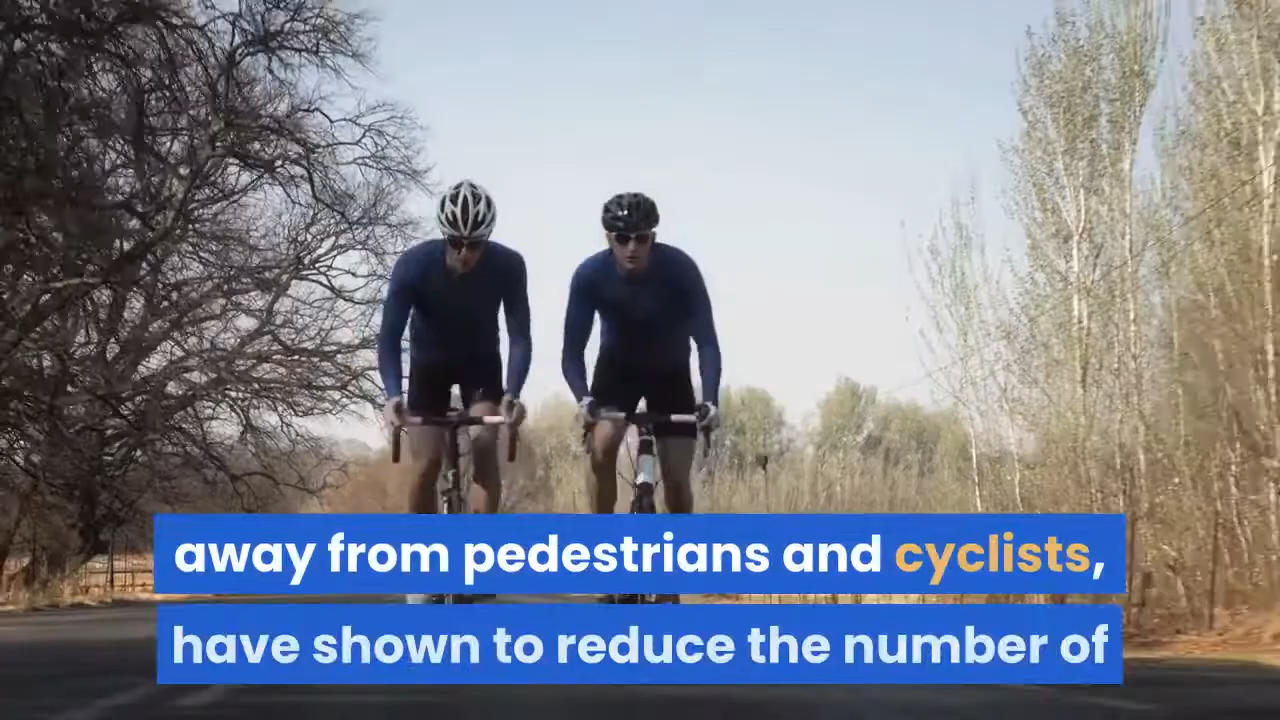 away from pedestrians and cyclists,
have shown to reduce the number of